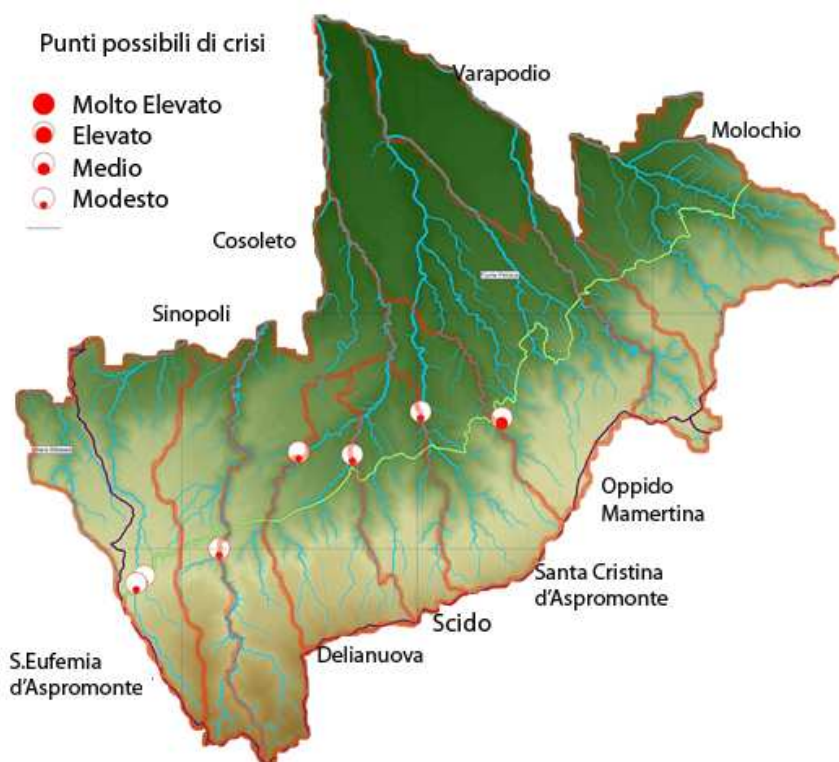 Punti possibili di crisi
Molto Elevato
Elevato
Medio
Modesto
Varapodio
Molochio
Cosoleto
Sinopoli
Oppido
Mamertina
Santa Cristina
d'Aspromonte
Scido
Delianuova
S.Eufemia
d'Aspromonte